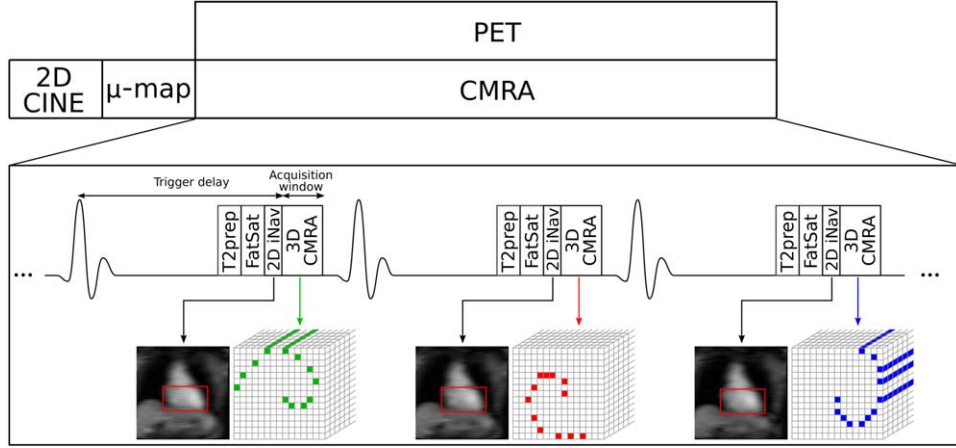 PET
2D
CINE
μ-map
CMRA
Trigger delay
Acquisition
window
T2prep
FatSat
2D iNav
3D
CMRA
T2prep
FatSat
2D iNav
3D
CMRA
T2prep
FatSat
2D iNav
3D
CMRA
...
...